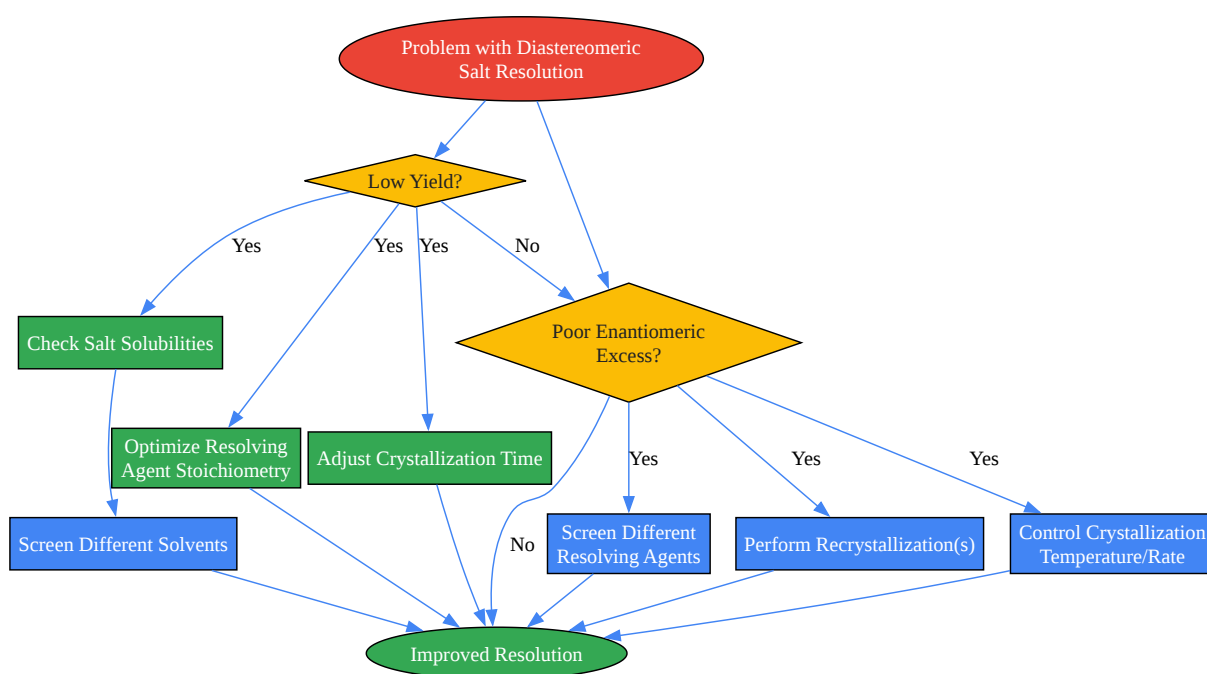 Problem with Diastereomeric
Salt Resolution
Low Yield?
Yes
Yes
Yes
No
Poor Enantiomeric
Excess?
Check Salt Solubilities
Optimize Resolving
Agent Stoichiometry
Adjust Crystallization Time
Yes
Yes
Yes
No
Screen Different Solvents
Screen Different
Resolving Agents
Perform Recrystallization(s)
Control Crystallization
Temperature/Rate
Improved Resolution